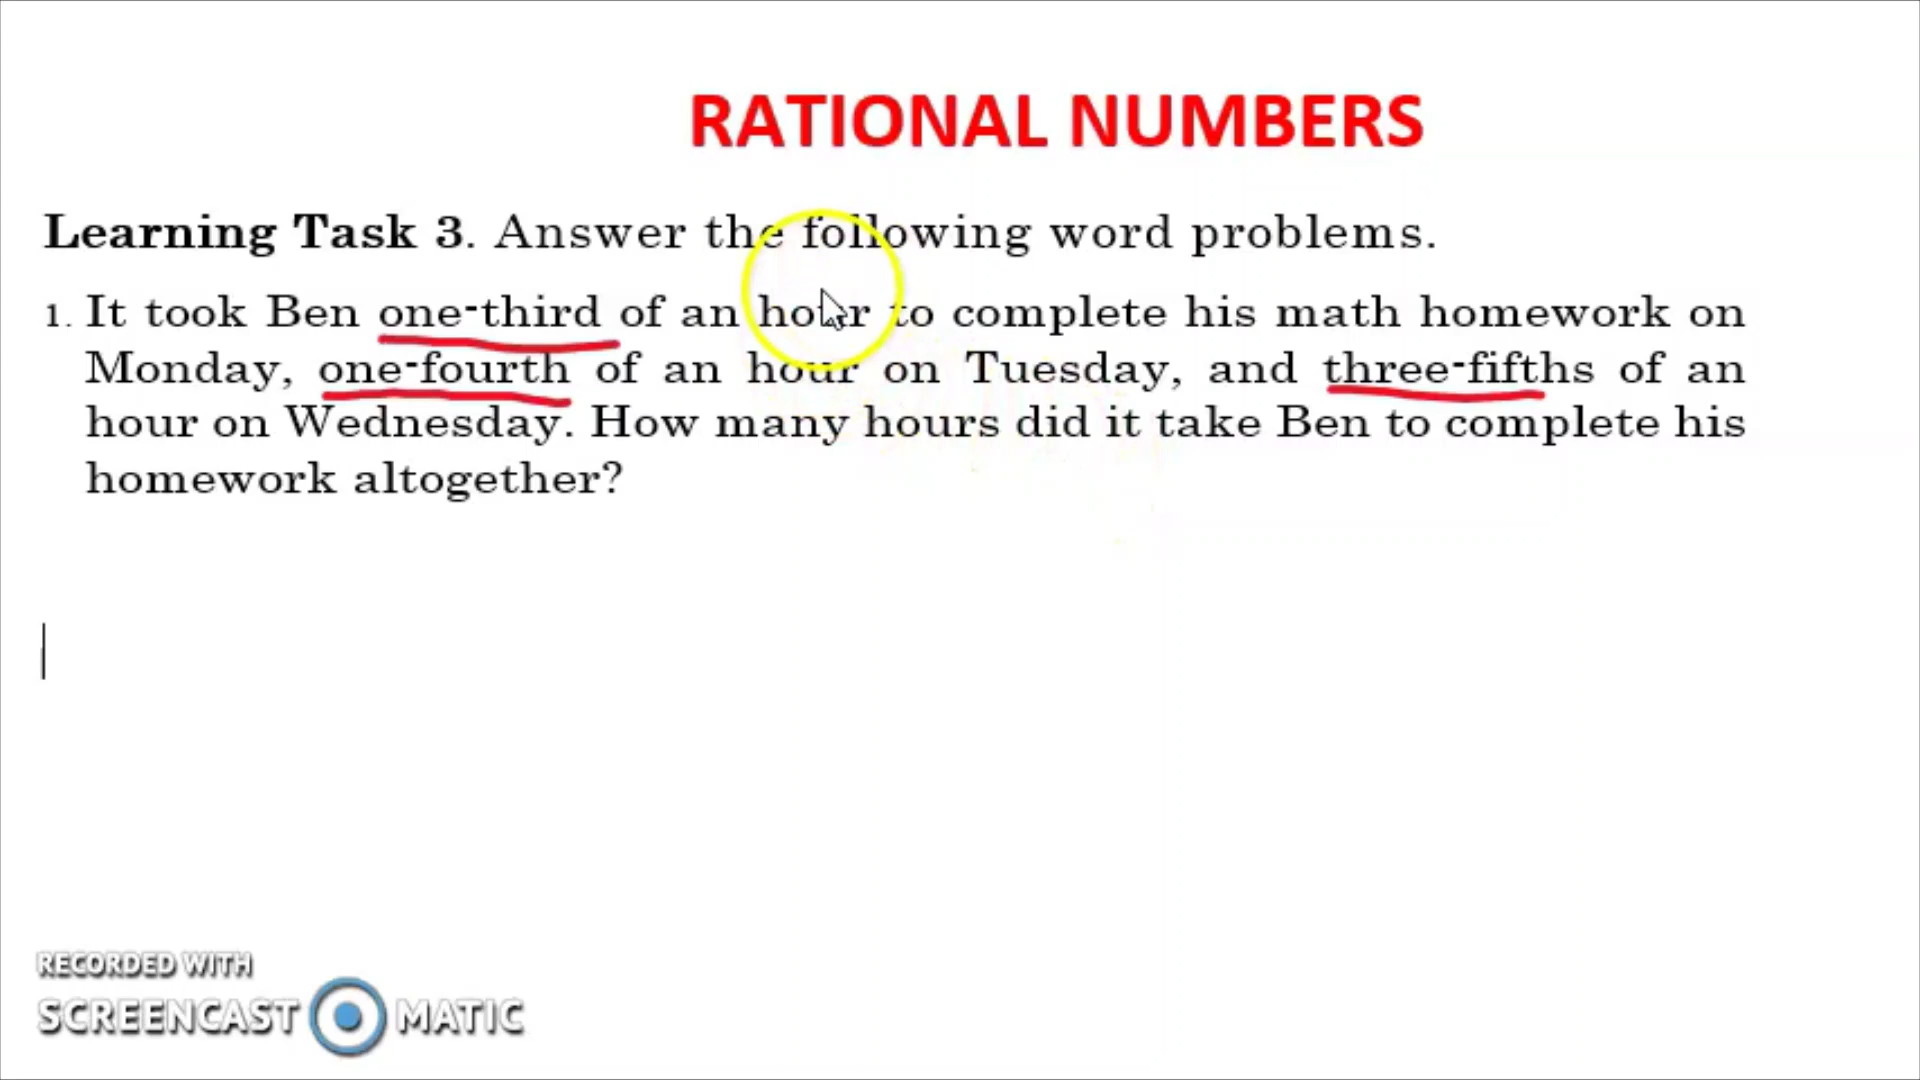 RATIONAL NUMBERS
Learning Task 3. Answer the following word problems.
1. It took Ben one-third of an hour to complete his math homework on
Monday, one-fourth of an hour on Tuesday, and three-fifths of an
hour on Wednesday. How many hours did it take Ben to complete his
homework altogether?
RECORDED WITH
SCREENCAST MATIC